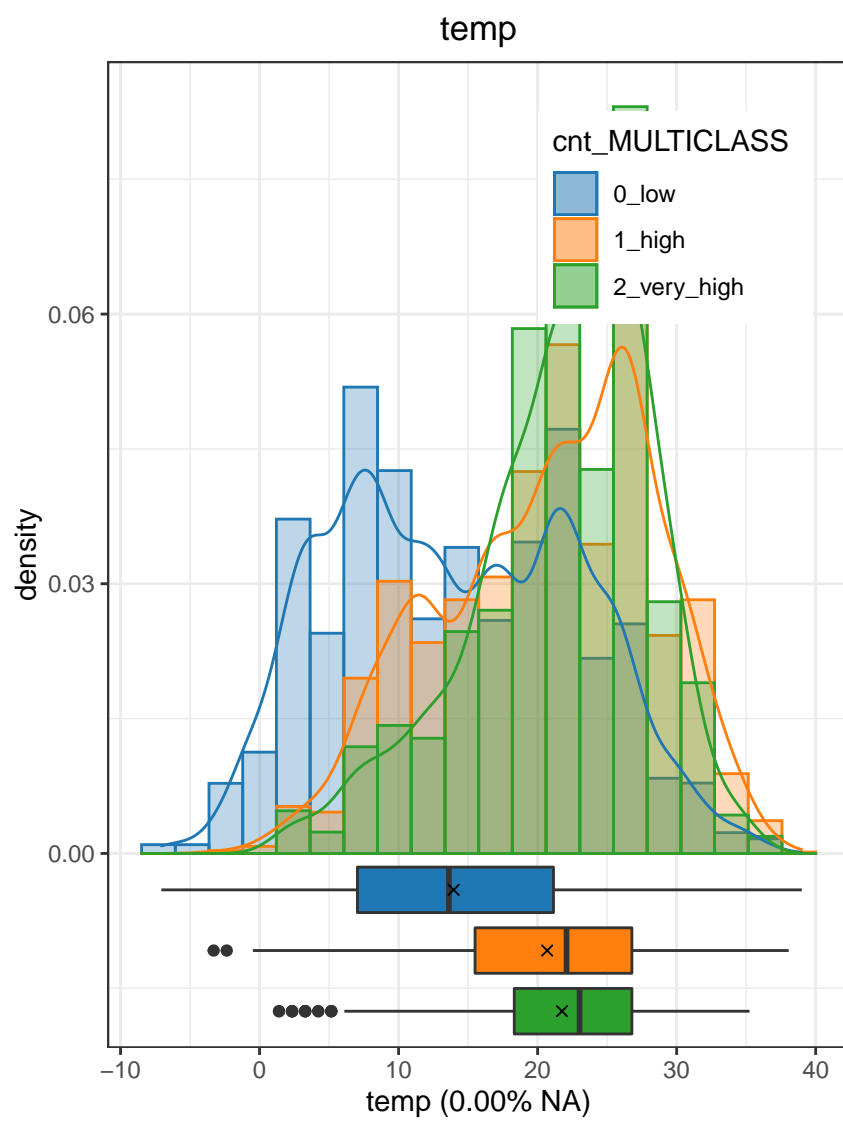 temp
cnt_MULTICLASS
0_low
1_high
2_very_high
density
0.06
0.03
0.00
−10 0 10 20 30 40
temp (0.00% NA)